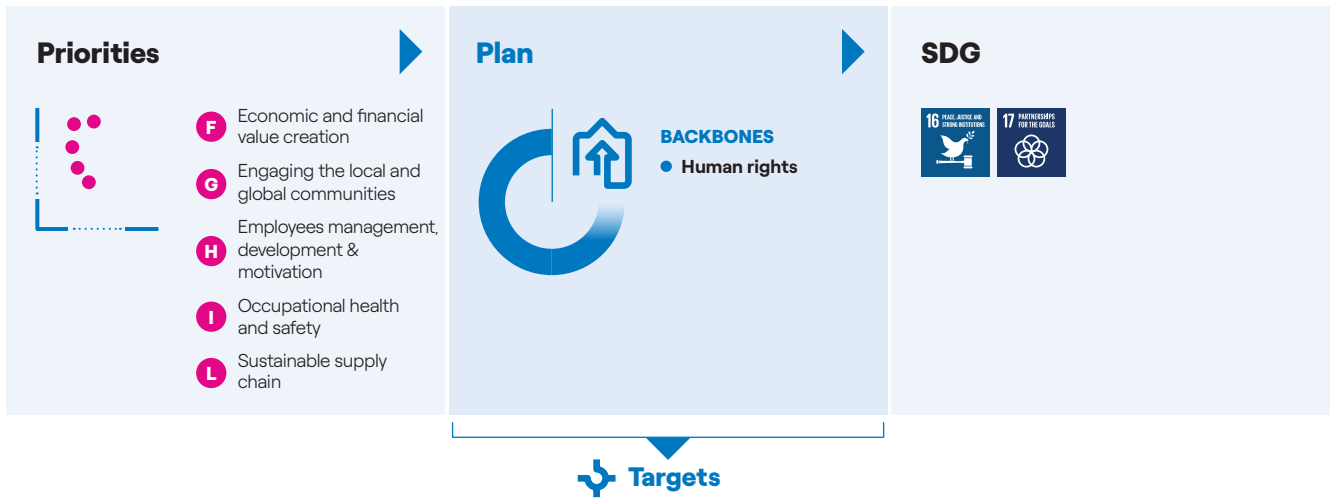 Priorities
F
Economic and financial
value creation
G
Engaging the local and
global communities
H
Employees management,
development &
motivation
I
Occupational health
and safety
L
Sustainable supply
chain
Plan
BACKBONES
Human rights
SDG
16 PEACE, JUSTICE AND
STRONG INSTITUTIONS
17 PARTNERSHIPS
FOR THE GOALS
Targets